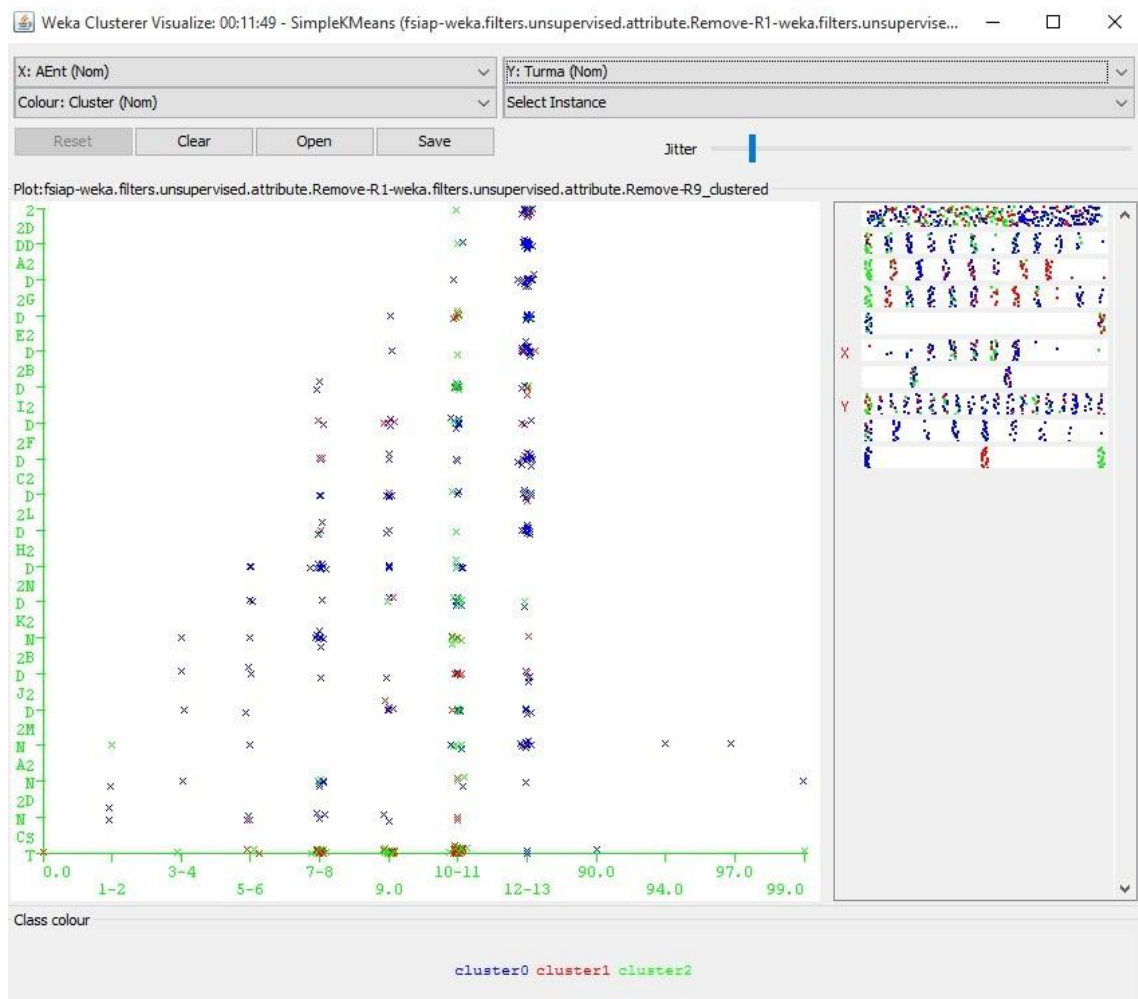 Weka Clusterer Visualize: 00:11:49 - SimpleKMeans (fsiap-weka.filters.unsupervised.attribute.Remove-R1-weka.filters.unsupervise...
X: AEnt (Nom) Y: Turma (Nom)
Colour: Cluster (Nom) Select Instance
Reset Clear Open Save Jitter
Plot:fsiap-weka.filters.unsupervised.attribute.Remove-R1-weka.filters.unsupervised.attribute.Remove-R9_clustered
2
2D
DD
A2
D
2G
D
E2
D
2B
D
I2
D
2F
D
C2
D
2L
D
H2
D
2N
D
K2
N
2B
D
J2
D
2M
N
A2
N
2D
N
CS
T
0.0 3-4 7-8 10-11 90.0 97.0
1-2 5-6 9.0 12-13 94.0 99.0
X
Y
Class colour
cluster0 cluster1 cluster2